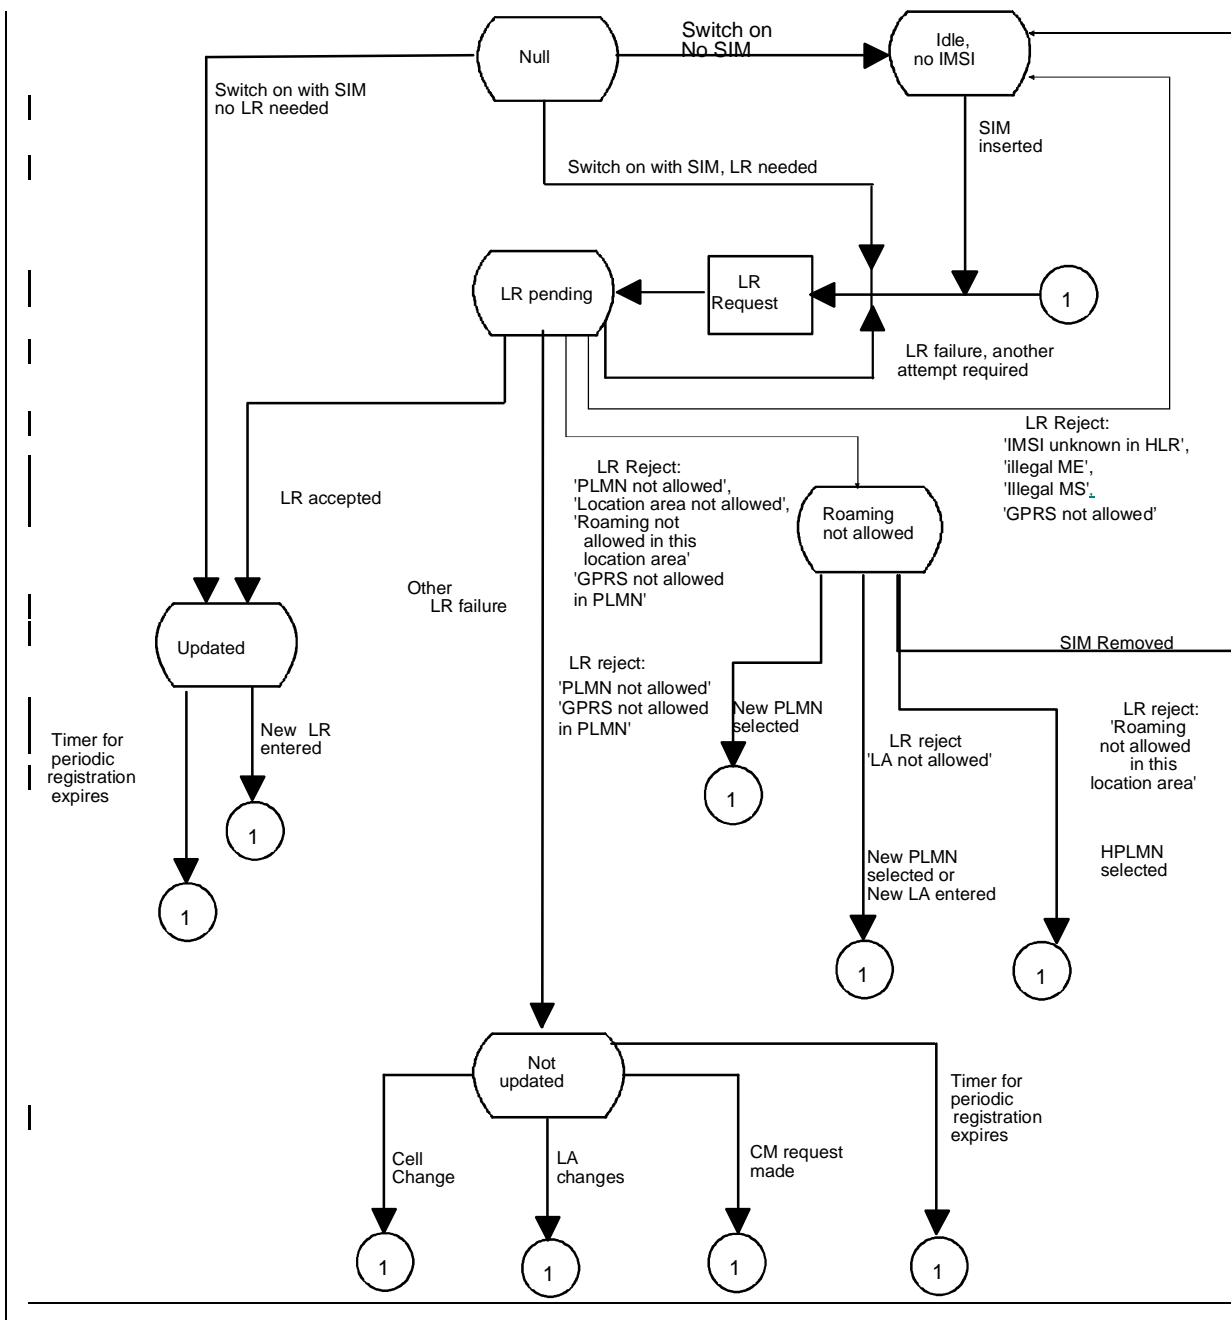 Switch on
No SIM
Null
Idle,
no IMSI
Switch on with SIM
no LR needed
SIM
inserted
Switch on with SIM, LR needed
LR pending
LR
Request
1
LR failure, another
attempt required
LR Reject:
'IMSI unknown in HLR',
'illegal ME',
'Illegal MS',
'GPRS not allowed’
LR Reject:
'PLMN not allowed',
'Location area not allowed',
'Roaming not
allowed in this
location area'
'GPRS not allowed
in PLMN'
LR accepted
Roaming
not allowed
Other
LR failure
Updated
SIM Removed
LR reject:
'PLMN not allowed'
'GPRS not allowed
in PLMN'
New PLMN
selected
LR reject
'LA not allowed'
LR reject:
'Roaming
not allowed
in this
location area'
Timer for
periodic
registration
expires
New LR
entered
1
1
1
New PLMN
selected or
New LA entered
HPLMN
selected
1
1
Not
updated
Cell
Change
LA
changes
CM request
made
Timer for
periodic
registration
expires
1
1
1
1